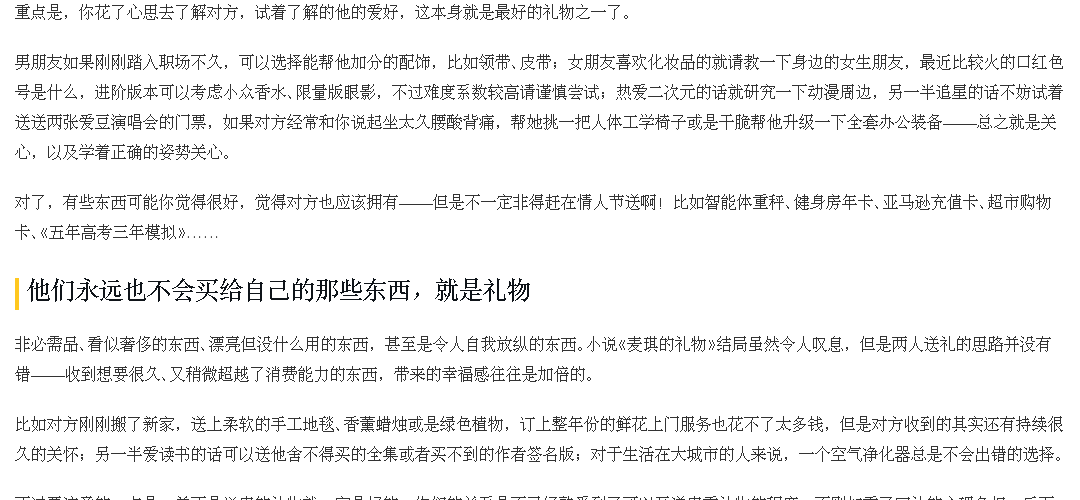 重点是，你花了心思去了解对方，试着了解的他的爱好，这本身就是最好的礼物之一了。
男朋友如果刚刚踏入职场不久，可以选择能帮他加分的配饰，比如领带、皮带；女朋友喜欢化妆品的就请教一下身边的女生朋友，最近比较火的口红色
号是什么，进阶版本可以考虑小众香水、限量版眼影，不过难度系数较高请谨慎尝试；热爱二次元的话就研究一下动漫周边，另一半追星的话不妨试着
送送两张爱豆演唱会的门票，如果对方经常和你说起坐太久腰酸背痛，帮她挑一把人体工学椅子或是干脆帮他升级一下全套办公装备——总之就是关
心，以及学着正确的姿势关心。
对了，有些东西可能你觉得很好，觉得对方也应该拥有——但是不一定非得赶在情人节送啊！比如智能体重秤、健身房年卡、亚马逊充值卡、超市购物
卡、《五年高考三年模拟》……
他们永远也不会买给自己的那些东西，就是礼物
非必需品、看似奢侈的东西、漂亮但没什么用的东西，甚至是令人自我放纵的东西。小说《麦琪的礼物》结局虽然令人叹息，但是两人送礼的思路并没有
错——收到想要很久、又稍微超越了消费能力的东西，带来的幸福感往往是加倍的。
比如对方刚刚搬了新家，送上柔软的手工地毯、香薰蜡烛或是绿色植物，订上整年份的鲜花上门服务也花不了太多钱，但是对方收到的其实还有持续很
久的关怀；另一半爱读书的话可以送他舍不得买的全集或者买不到的作者签名版；对于生活在大城市的人来说，一个空气净化器总是不会出错的选择。